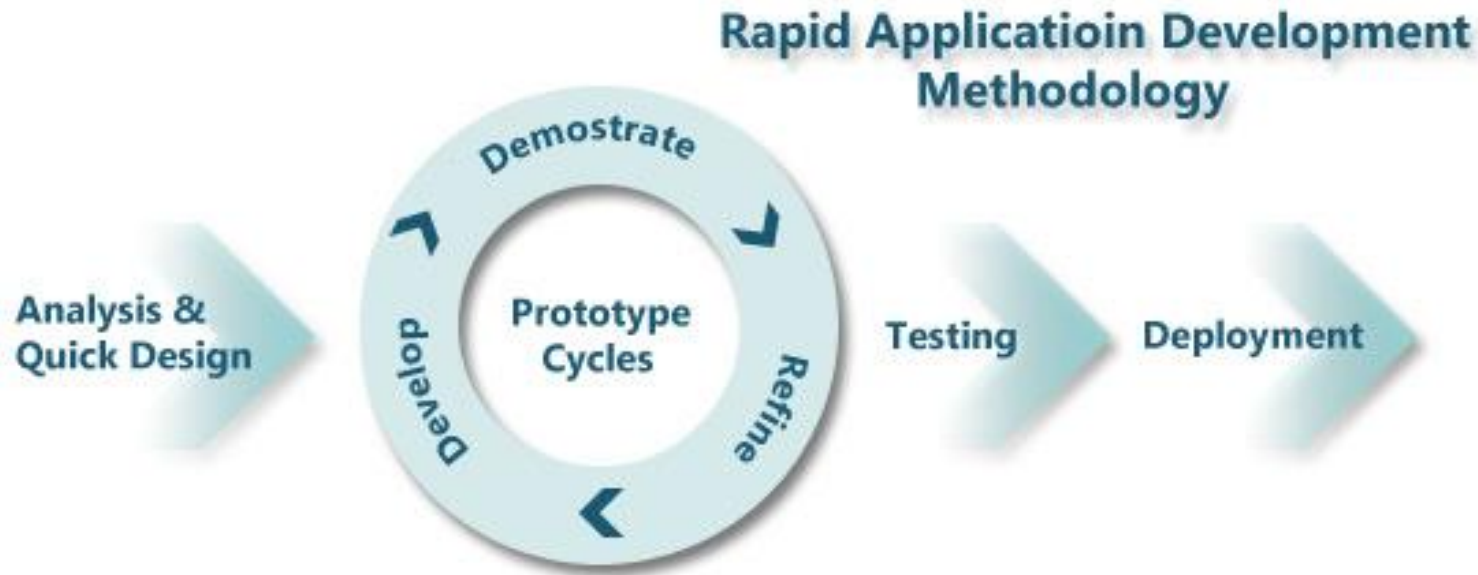 Rapid Applicatioin Development
Methodology
Demostrate
Analysis &
Quick Design
Develop
Prototype
Cycles
Refine
Testing
Deployment